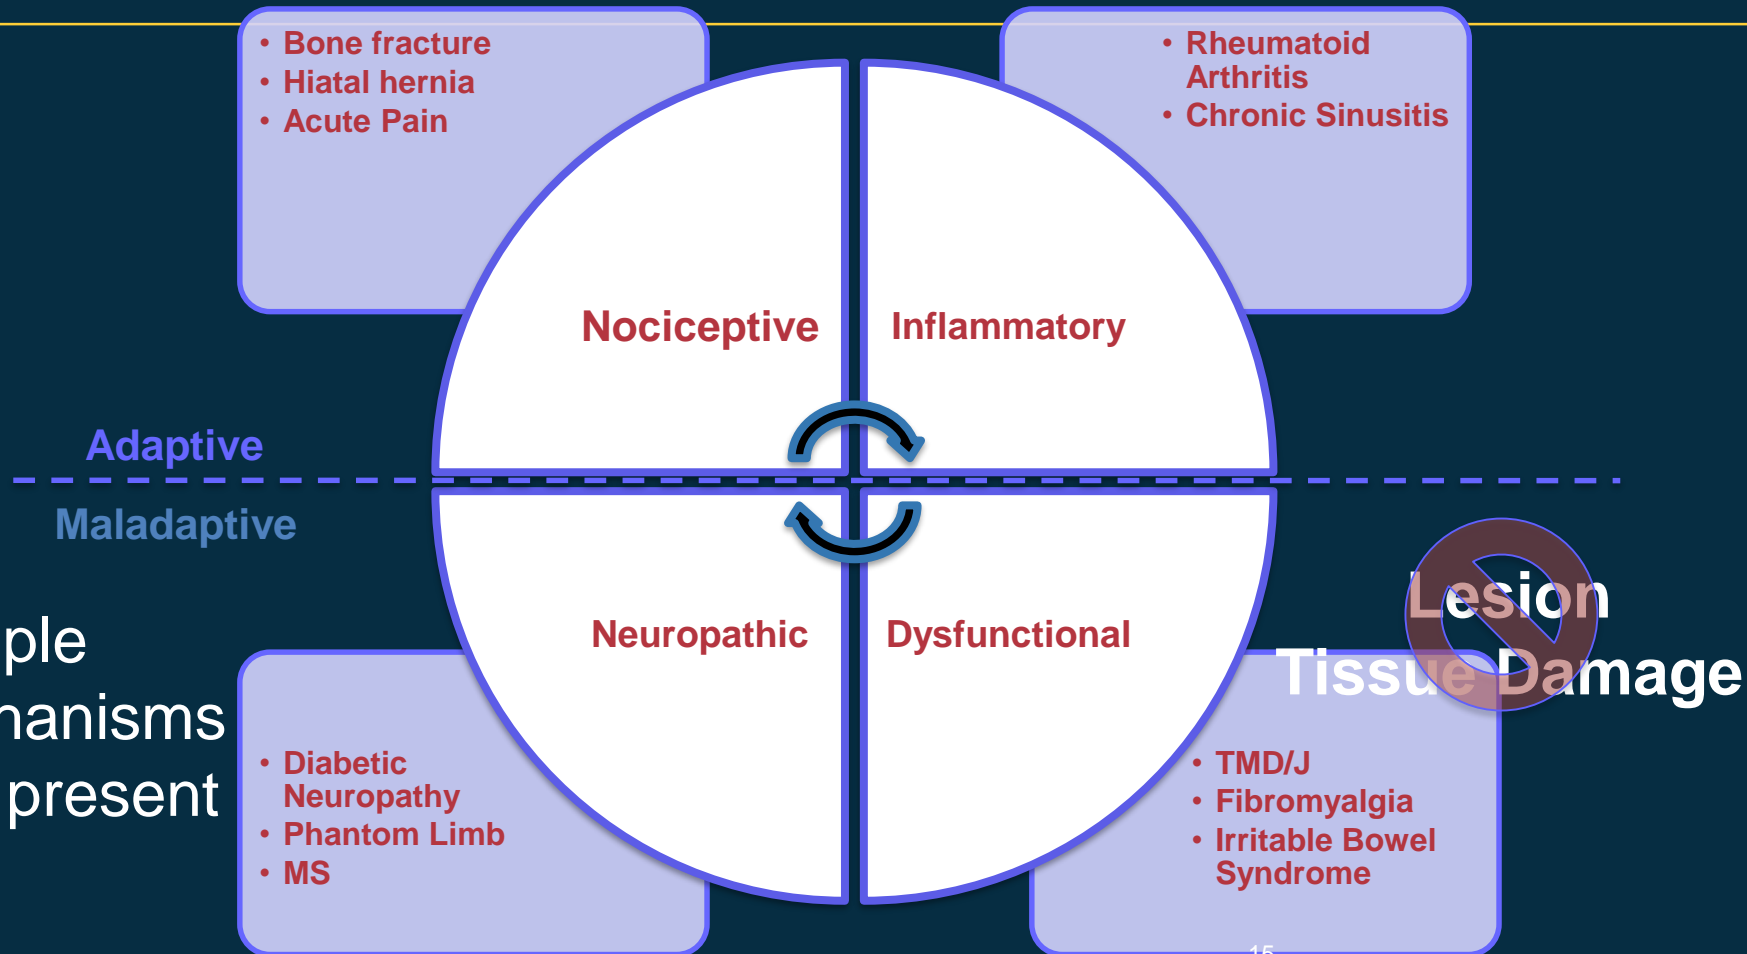 • Bone fracture
• Hiatal hernia
• Acute Pain
• Rheumatoid
Arthritis
• Chronic Sinusitis
Nociceptive
Inflammatory
Adaptive
Maladaptive
Neuropathic
Dysfunctional
Lesion
Tissue Damage
ple
hanisms
present
• Diabetic
Neuropathy
• Phantom Limb
• MS
• TMD/J
• Fibromyalgia
• Irritable Bowel
Syndrome
15